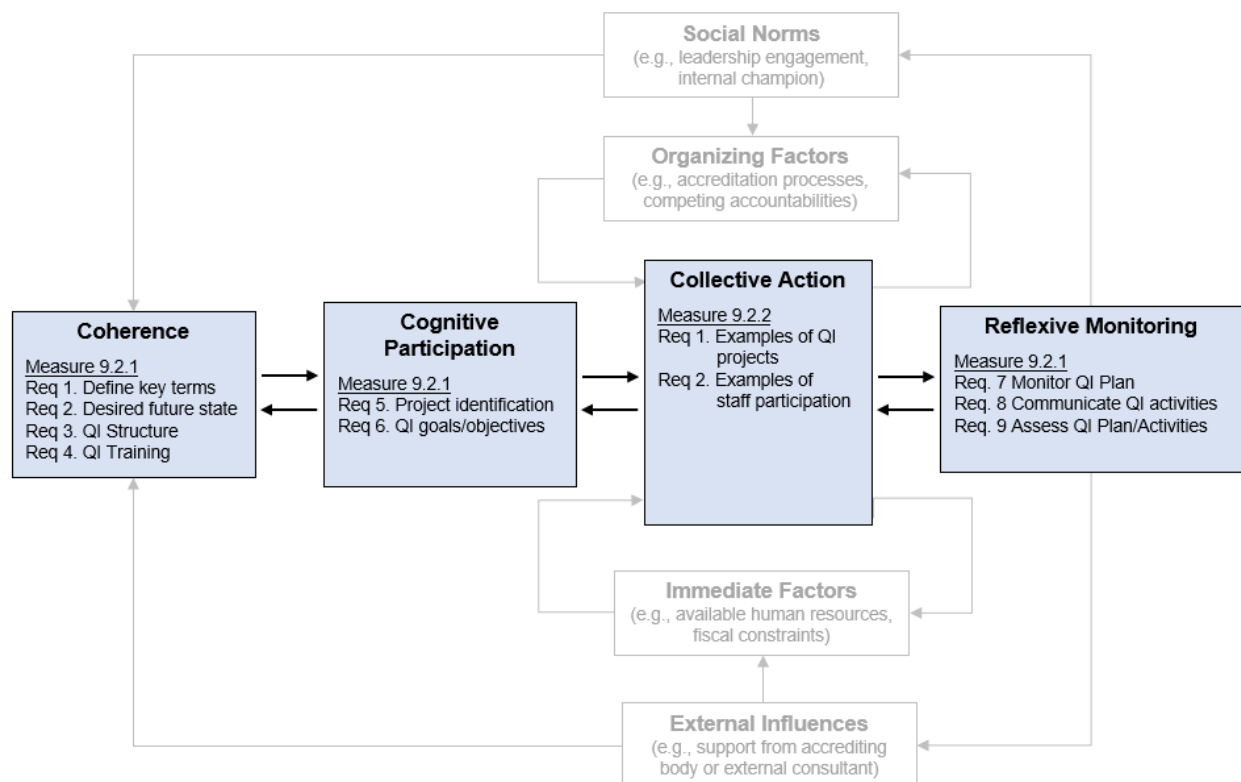 Social Norms
(e.g., leadership engagement,
internal champion)
Organizing Factors
(e.g., accreditation processes,
competing accountabilities)
Coherence
Measure 9.2.1
Req 1. Define key terms
Req 2. Desired future state
Req 3. QI Structure
Req 4. QI Training
Cognitive
Participation
Measure 9.2.1
Req 5. Project identification
Req 6. QI goals/objectives
Collective Action
Measure 9.2.2
Req 1. Examples of QI
projects
Req 2. Examples of
staff participation
Reflexive Monitoring
Measure 9.2.1
Req. 7 Monitor QI Plan
Req. 8 Communicate QI activities
Req. 9 Assess QI Plan/Activities
Immediate Factors
(e.g., available human resources,
fiscal constraints)
External Influences
(e.g., support from accrediting
body or external consultant)